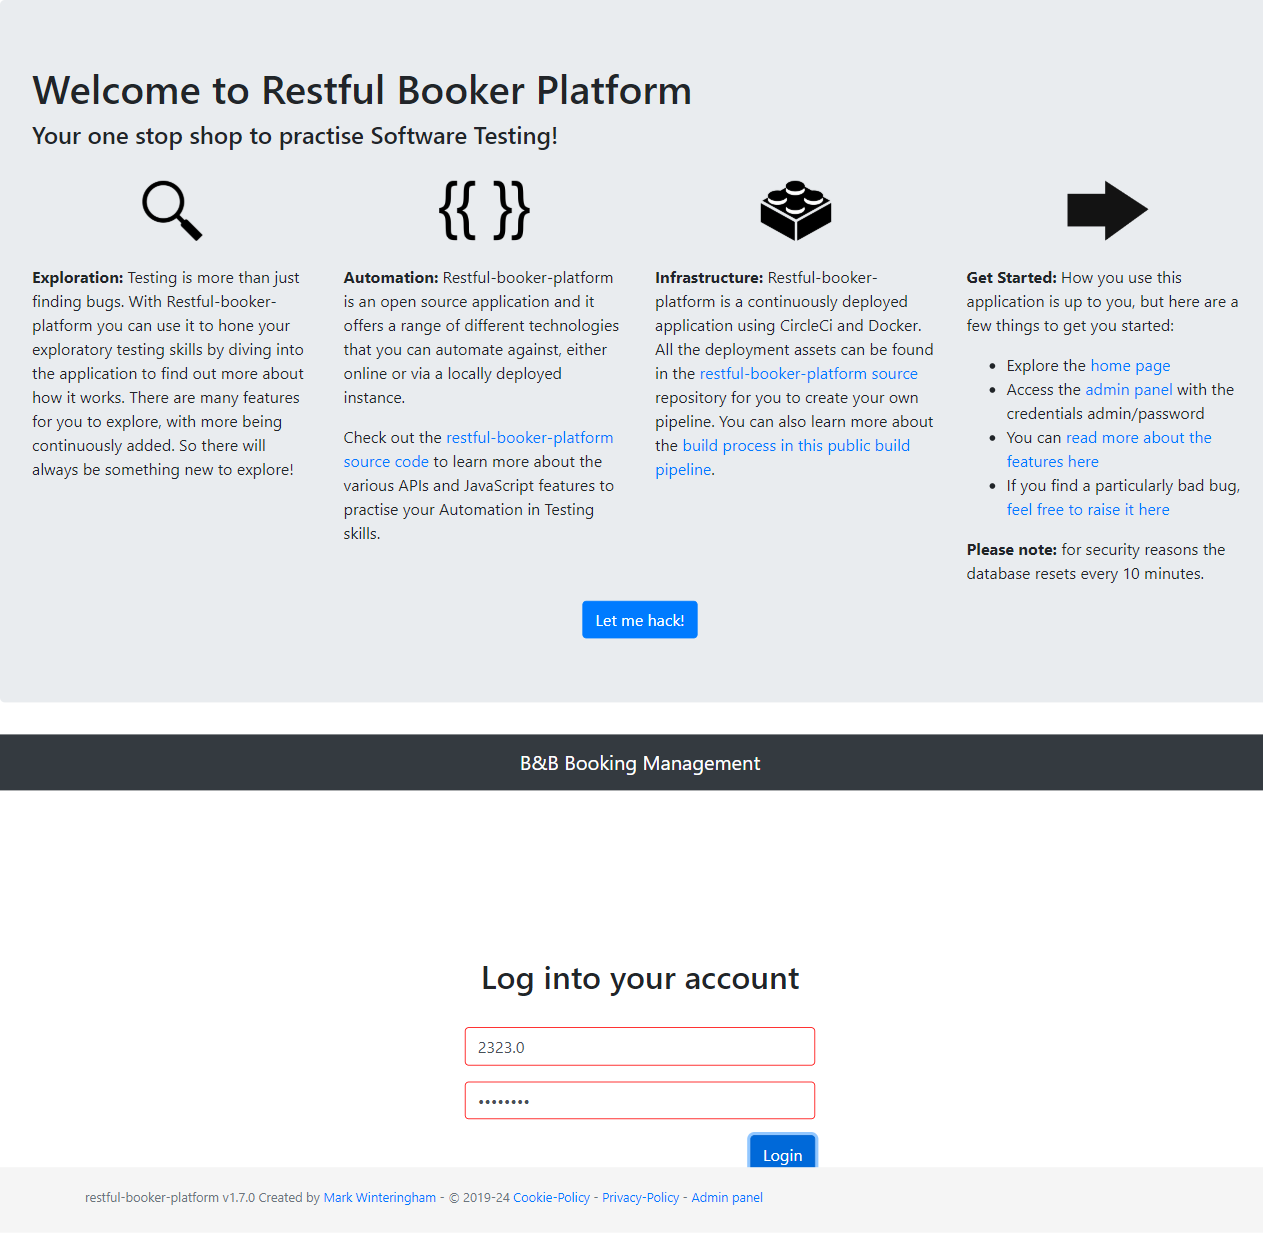 Welcome to Restful Booker Platform
Your one stop shop to practise Software Testing!
{{ }}
Exploration: Testing is more than just
finding bugs. With Restful-booker-
platform you can use it to hone your
exploratory testing skills by diving into
the application to find out more about
how it works. There are many features
for you to explore, with more being
continuously added. So there will
always be something new to explore!
Automation: Restful-booker-platform
is an open source application and it
offers a range of different technologies
that you can automate against, either
online or via a locally deployed
instance.
Check out the restful-booker-platform
source code to learn more about the
various APIs and JavaScript features to
practise your Automation in Testing
skills.
Infrastructure: Restful-booker-
platform is a continuously deployed
application using CircleCi and Docker.
All the deployment assets can be found
in the restful-booker-platform source
repository for you to create your own
pipeline. You can also learn more about
the build process in this public build
pipeline.
Get Started: How you use this
application is up to you, but here are a
few things to get you started:
• Explore the home page
• Access the admin panel with the
credentials admin/password
• You can read more about the
features here
• If you find a particularly bad bug,
feel free to raise it here
Please note: for security reasons the
database resets every 10 minutes.
Let me hack!
B&B Booking Management
Log into your account
2323.0
••••••••
Login
restful-booker-platform v1.7.0 Created by Mark Winteringham - © 2019-24 Cookie-Policy - Privacy-Policy - Admin panel